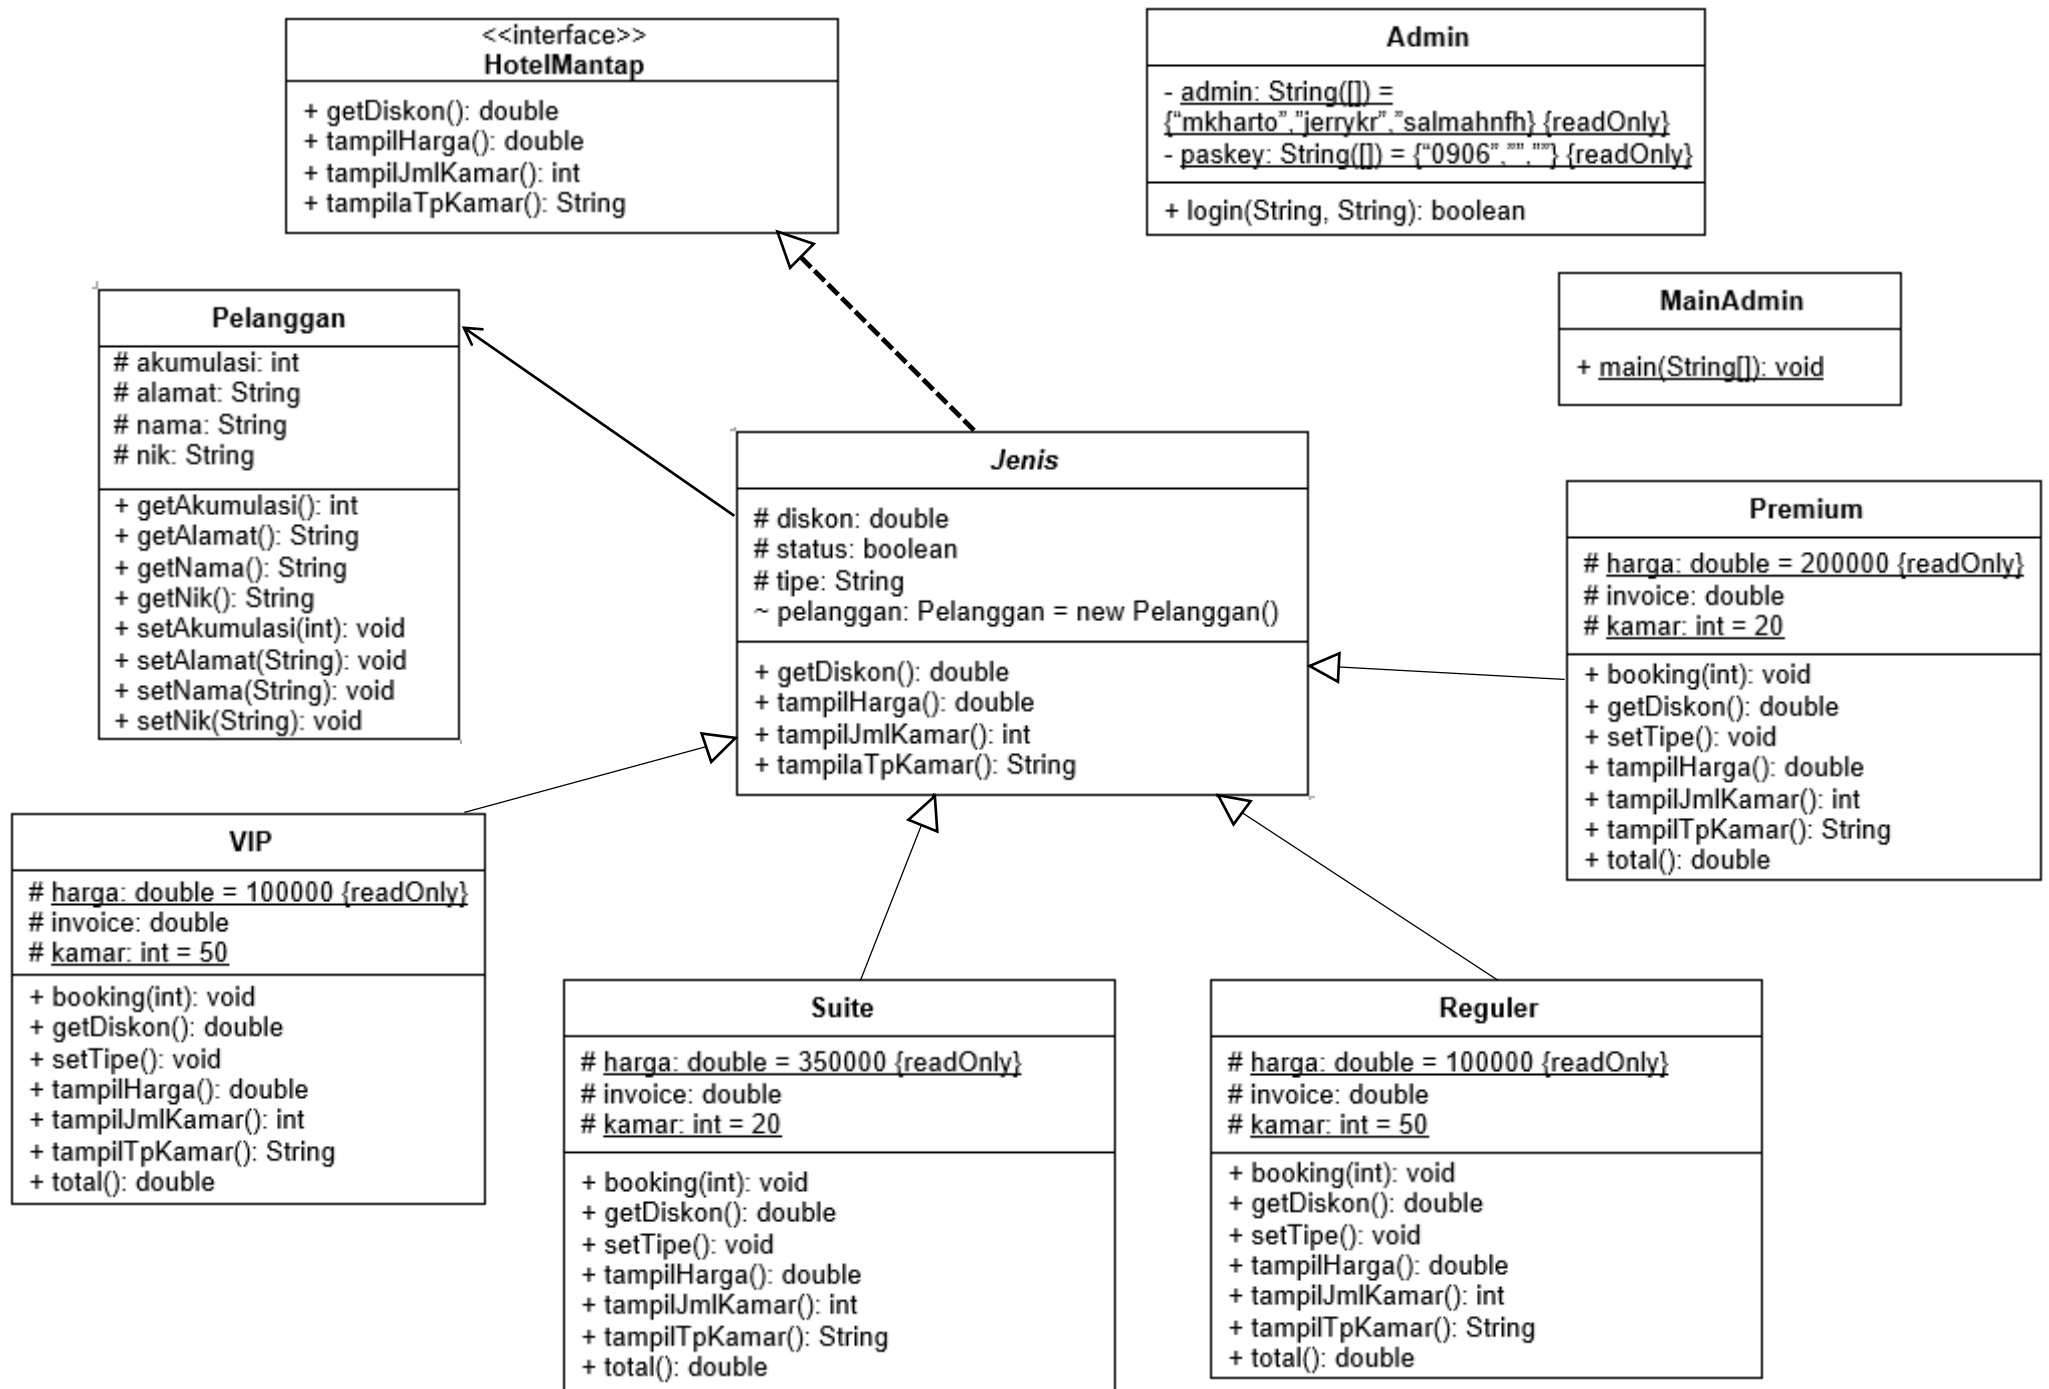 <<interface>>
HotelMantap
+ getDiskon(): double
+ tampilHarga(): double
+ tampilJmlKamar(): int
+ tampilaTpKamar(): String
Admin
- admin: String([]) =
{“mkharto”,”jerrykr”,”salmahnfh} {readOnly}
- paskey: String([]) = {“0906”,””,””} {readOnly}
+ login(String, String): boolean
MainAdmin
+ main(String[]): void
Pelanggan
# akumulasi: int
# alamat: String
# nama: String
# nik: String
+ getAkumulasi(): int
+ getAlamat(): String
+ getNama(): String
+ getNik(): String
+ setAkumulasi(int): void
+ setAlamat(String): void
+ setNama(String): void
+ setNik(String): void
Jenis
# diskon: double
# status: boolean
# tipe: String
~ pelanggan: Pelanggan = new Pelanggan()
+ getDiskon(): double
+ tampilHarga(): double
+ tampilJmlKamar(): int
+ tampilaTpKamar(): String
Premium
# harga: double = 200000 {readOnly}
# invoice: double
# kamar: int = 20
+ booking(int): void
+ getDiskon(): double
+ setTipe(): void
+ tampilHarga(): double
+ tampilJmlKamar(): int
+ tampilTpKamar(): String
+ total(): double
VIP
# harga: double = 100000 {readOnly}
# invoice: double
# kamar: int = 50
+ booking(int): void
+ getDiskon(): double
+ setTipe(): void
+ tampilHarga(): double
+ tampilJmlKamar(): int
+ tampilTpKamar(): String
+ total(): double
Suite
# harga: double = 350000 {readOnly}
# invoice: double
# kamar: int = 20
+ booking(int): void
+ getDiskon(): double
+ setTipe(): void
+ tampilHarga(): double
+ tampilJmlKamar(): int
+ tampilTpKamar(): String
+ total(): double
Reguler
# harga: double = 100000 {readOnly}
# invoice: double
# kamar: int = 50
+ booking(int): void
+ getDiskon(): double
+ setTipe(): void
+ tampilHarga(): double
+ tampilJmlKamar(): int
+ tampilTpKamar(): String
+ total(): double